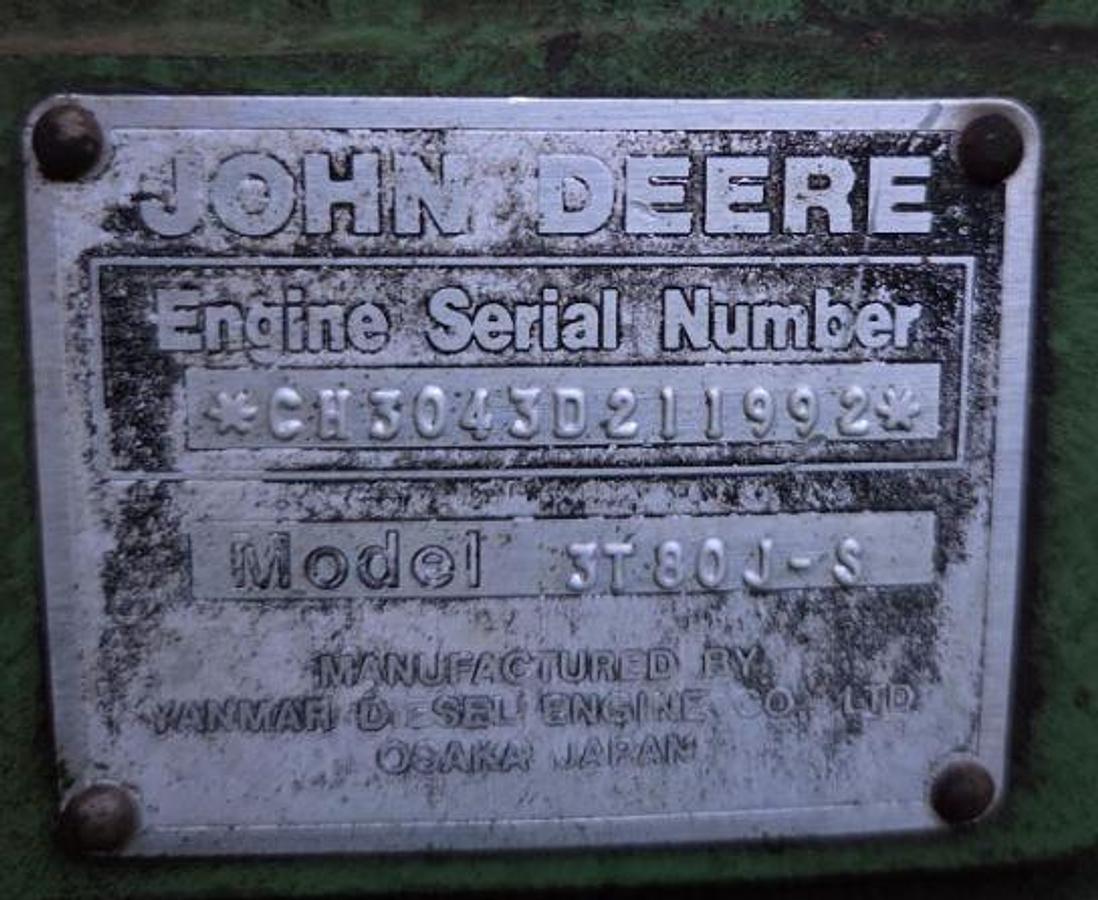 JOHN DEERE
Engine Serial Number
*CH3043D211992*
Model 3T80J-S
MANUFACTURED BY
YANMAR DIESEL ENGINE CO., LTD.
OSAKA JAPAN